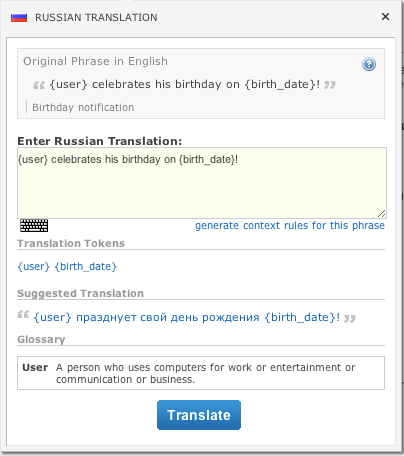 RUSSIAN TRANSLATION
Original Phrase in English
“ {user} celebrates his birthday on {birth_date}! ”
Birthday notification
Enter Russian Translation:
{user} celebrates his birthday on {birth_date}!
generate context rules for this phrase
Translation Tokens
{user} {birth_date}
Suggested Translation
“ {user} празднует свой день рождения {birth_date}! ”
Glossary
User A person who uses computers for work or entertainment or
communication or business.
Translate